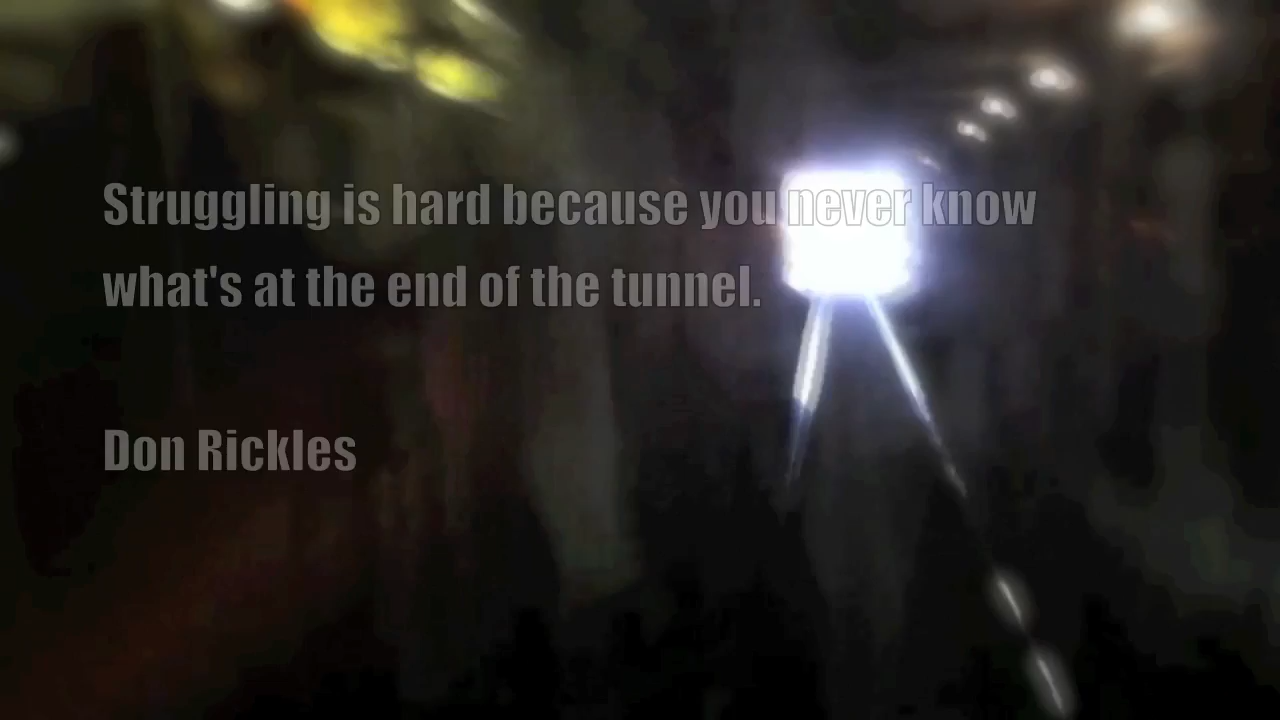 Struggling is hard because you never know
what's at the end of the tunnel.
Don Rickles